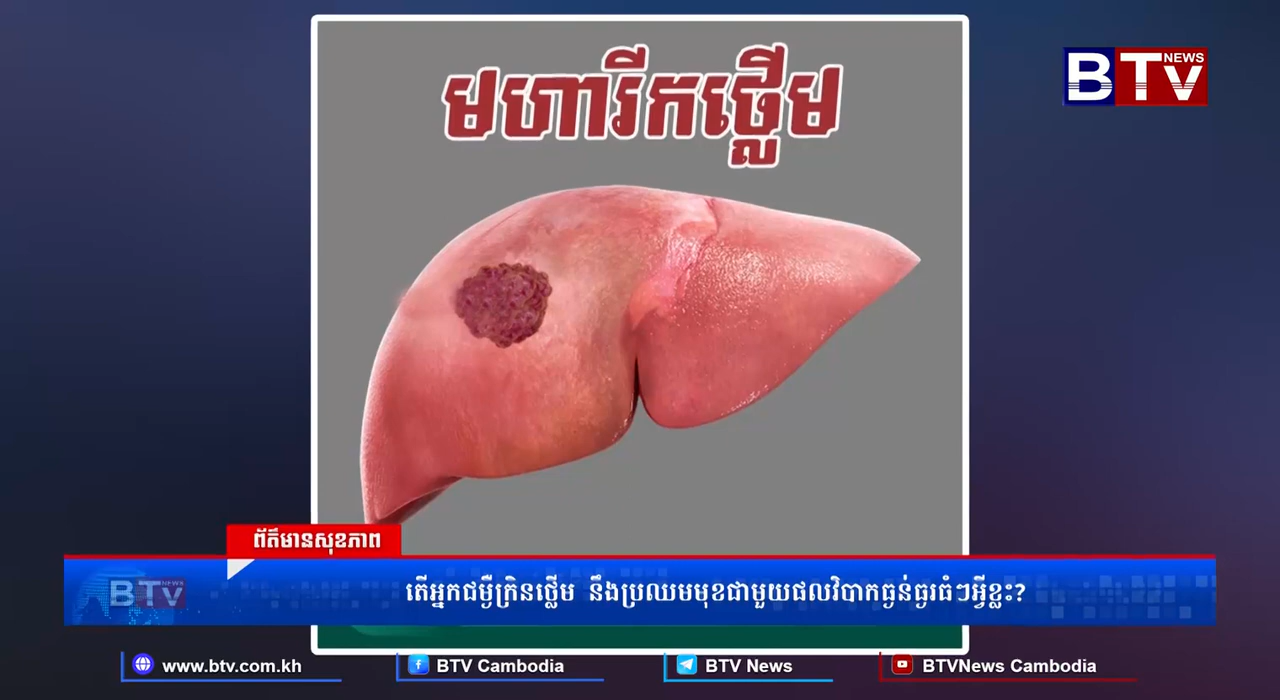 មហារីកថ្លើម
BTV NEWS
ព័ត៌មានសុខភាព
BTV NEWS
តើអ្នកជម្ងឺក្រិនថ្លើម នឹងប្រឈមមុខជាមួយផលវិបាកធ្ងន់ធ្ងរធំៗអ្វីខ្លះ?
www.btv.com.kh
BTV Cambodia
BTV News
BTVNews Cambodia